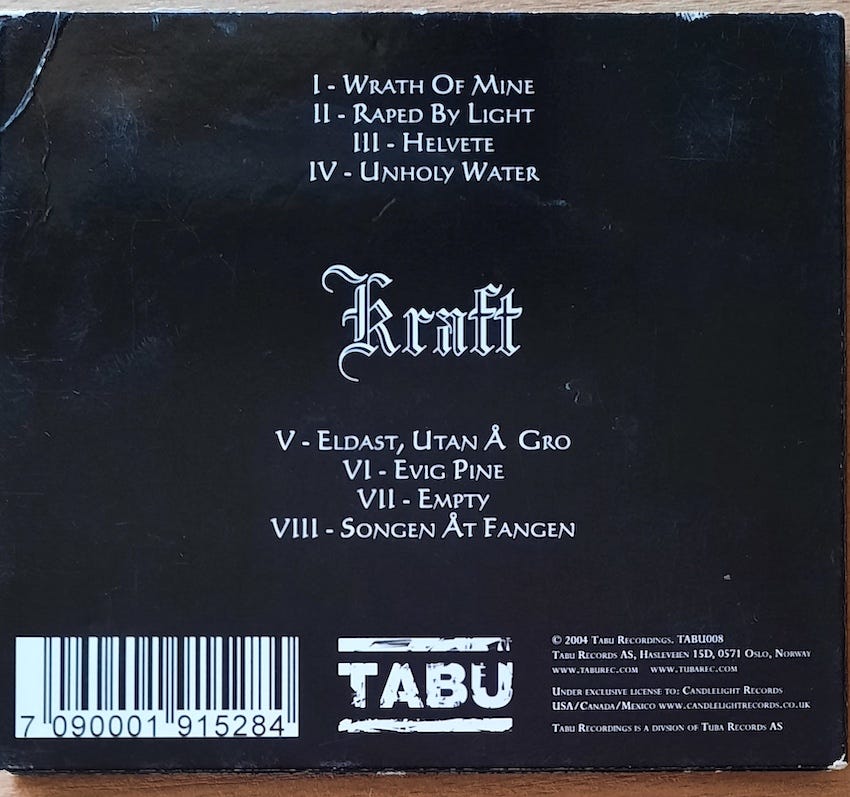 I - Wrath Of Mine
II - Raped By Light
III - Helvete
IV - Unholy Water
Kraft
V - Eldast, Utan Å Gro
VI - Evig Pine
VII - Empty
VIII - Songen Åt Fangen
7 090001 915284
TABU
© 2004 Tabu Recordings. TABU008
Tabu Records AS, Hasleveien 15D, 0571 Oslo, Norway
www.taburec.com www.tubarec.com
Under exclusive license to: Candlelight Records
USA/Canada/Mexico www.candlelightrecords.co.uk
Tabu Recordings is a division of Tuba Records AS